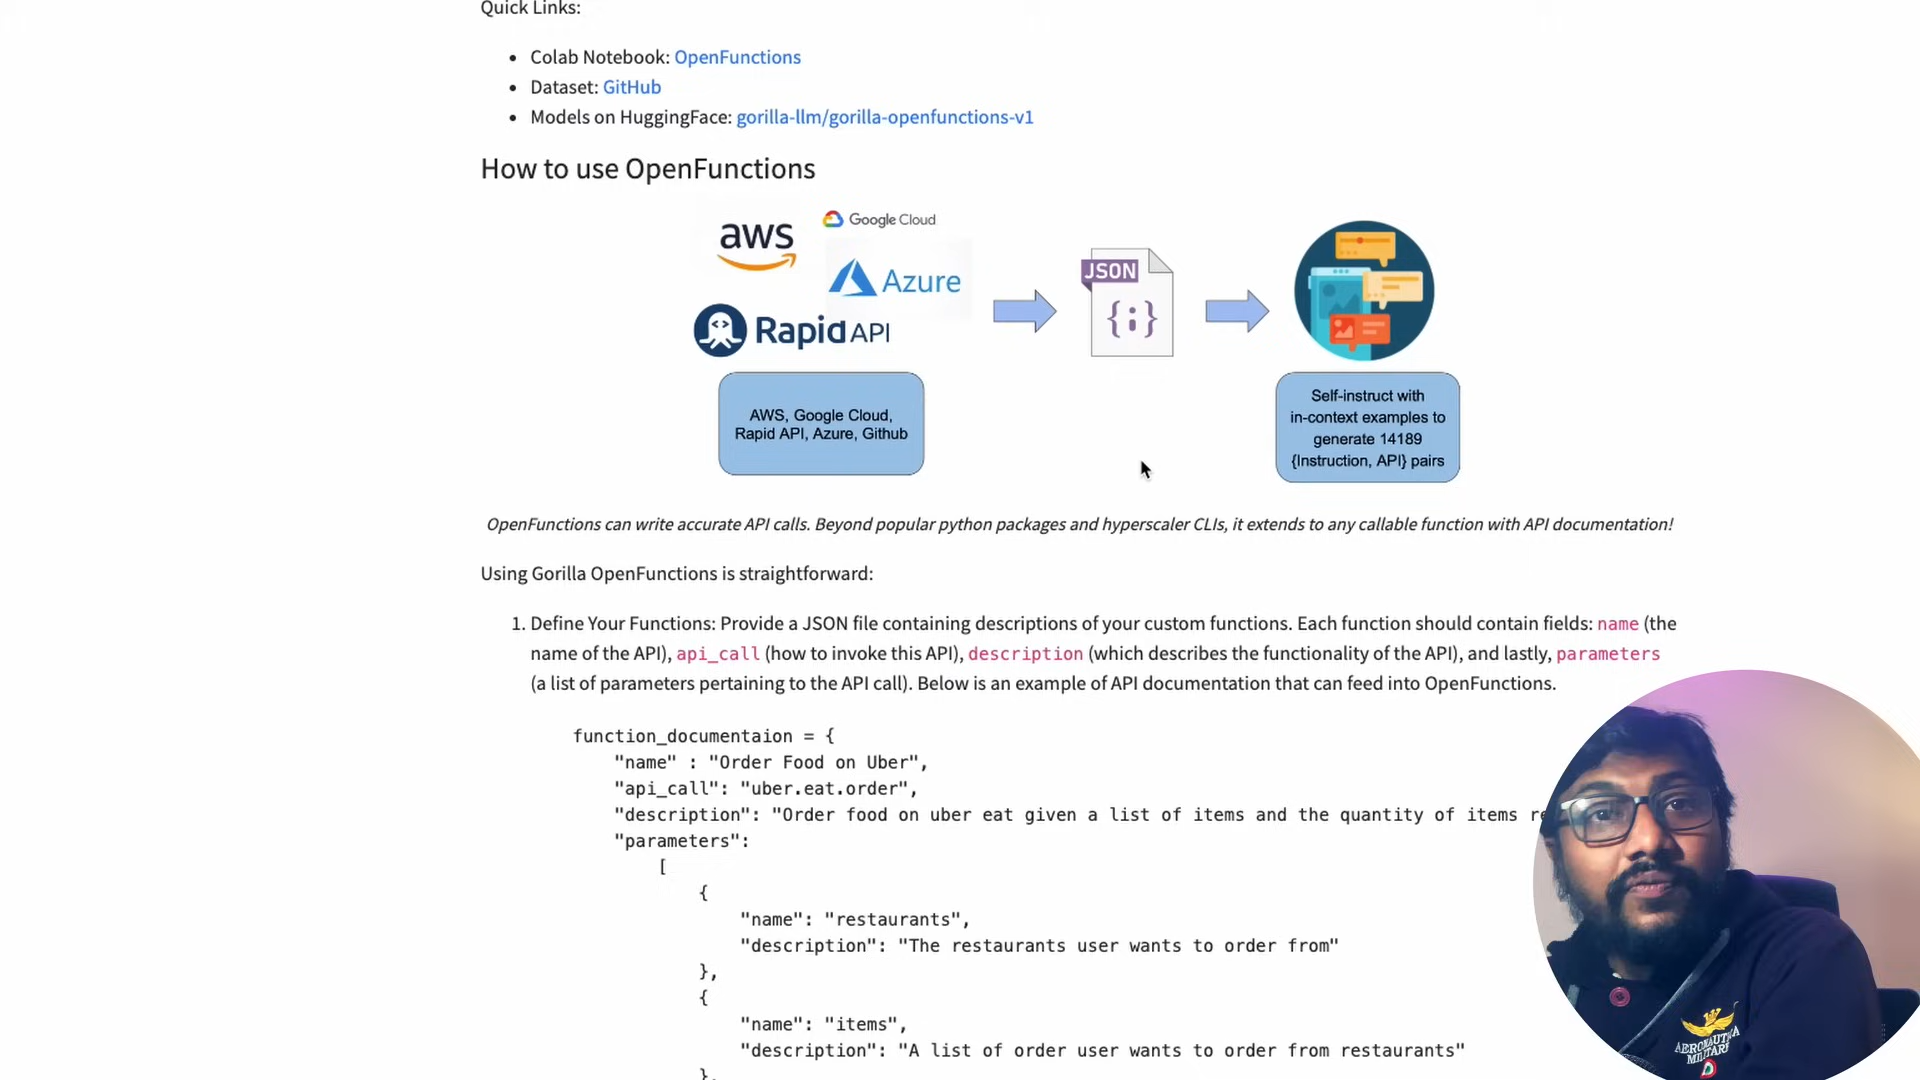 Quick Links:
Colab Notebook: OpenFunctions
Dataset: GitHub
Models on HuggingFace: gorilla-llm/gorilla-openfunctions-v1
How to use OpenFunctions
aws
Google Cloud
Azure
Rapid API
JSON
{;}
AWS, Google Cloud,
Rapid API, Azure, Github
Self-instruct with
in-context examples to
generate 14189
{Instruction, API} pairs
OpenFunctions can write accurate API calls. Beyond popular python packages and hyperscaler CLIs, it extends to any callable function with API documentation!
Using Gorilla OpenFunctions is straightforward:
1. Define Your Functions: Provide a JSON file containing descriptions of your custom functions. Each function should contain fields: name (the
name of the API), api_call (how to invoke this API), description (which describes the functionality of the API), and lastly, parameters
(a list of parameters pertaining to the API call). Below is an example of API documentation that can feed into OpenFunctions.
function_documentaion = {
"name" : "Order Food on Uber",
"api_call": "uber.eat.order",
"description": "Order food on uber eat given a list of items and the quantity of items
"parameters":
[
{
"name": "restaurants",
"description": "The restaurants user wants to order from"
},
{
"name": "items",
"description": "A list of order user wants to order from restaurants"
},
AERONAUTICA
MILITARE